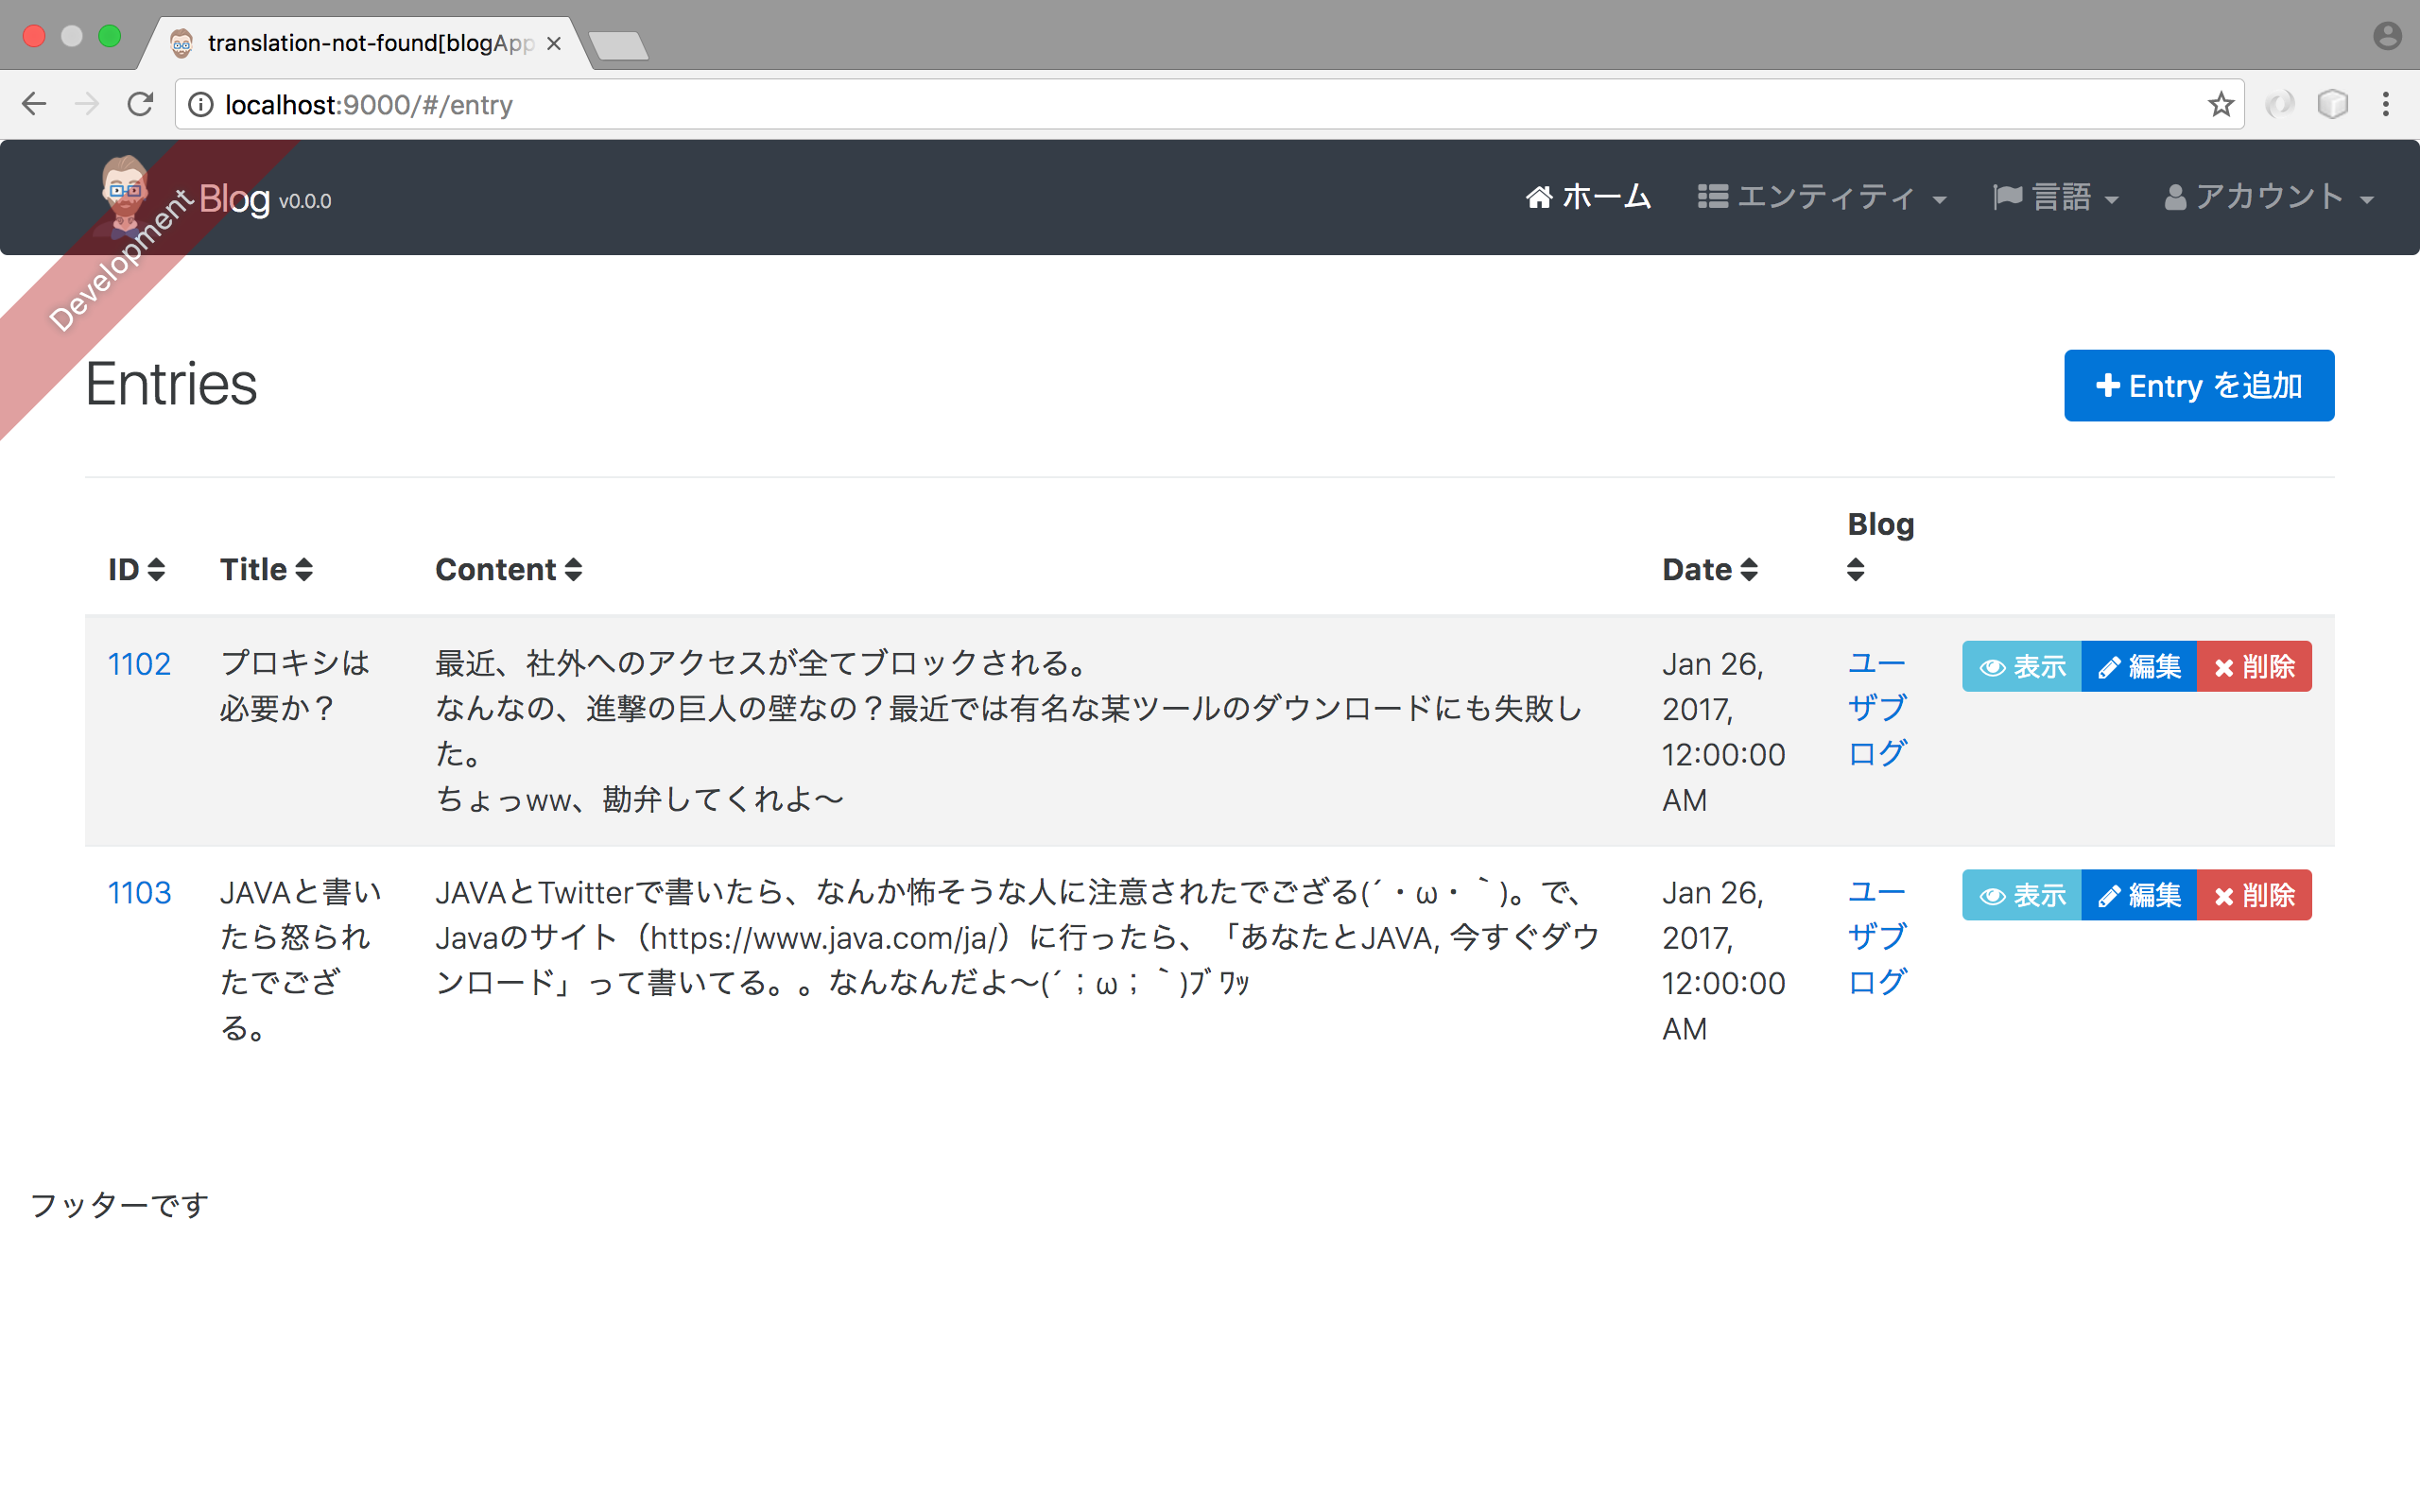 translation-not-found[blogApp
localhost:9000/#/entry
Development
Blog v0.0.0
ホーム
エンティティ
言語
アカウント
Entries
Entry を追加
ID
Title
Content
Date
Blog
1102
プロキシは
必要か？
最近、社外へのアクセスが全てブロックされる。
なんなの、進撃の巨人の壁なの？最近では有名な某ツールのダウンロードにも失敗し
た。
ちょっww、勘弁してくれよ〜
Jan 26,
2017,
12:00:00
AM
ユー
ザブ
ログ
表示
編集
削除
1103
JAVAと書い
たら怒られ
たでござ
る。
JAVAとTwitterで書いたら、なんか怖そうな人に注意されたでござる(´・ω・｀)。で、
Javaのサイト（https://www.java.com/ja/）に行ったら、「あなたとJAVA, 今すぐダウ
ンロード」って書いてる。。なんなんだよ〜(´；ω；｀)ﾌﾞﾜｯ
Jan 26,
2017,
12:00:00
AM
ユー
ザブ
ログ
表示
編集
削除
フッターです